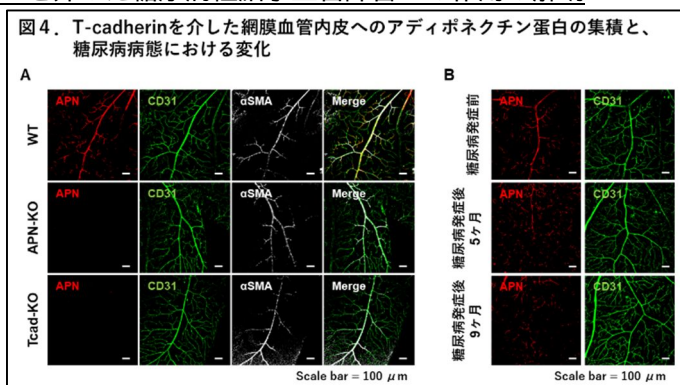 図４．T-cadherinを介した網膜血管内皮へのアディポネクチン蛋白の集積と、
糖尿病病態における変化
A
APN CD31 αSMA Merge
WT
APN-KO
APN CD31 αSMA Merge
Tcad-KO
APN CD31 αSMA Merge
Scale bar = 100 μm
B
糖尿病発症前
APN CD31
糖尿病発症後
5ヶ月
APN CD31
糖尿病発症後
9ヶ月
APN CD31
Scale bar = 100 μm